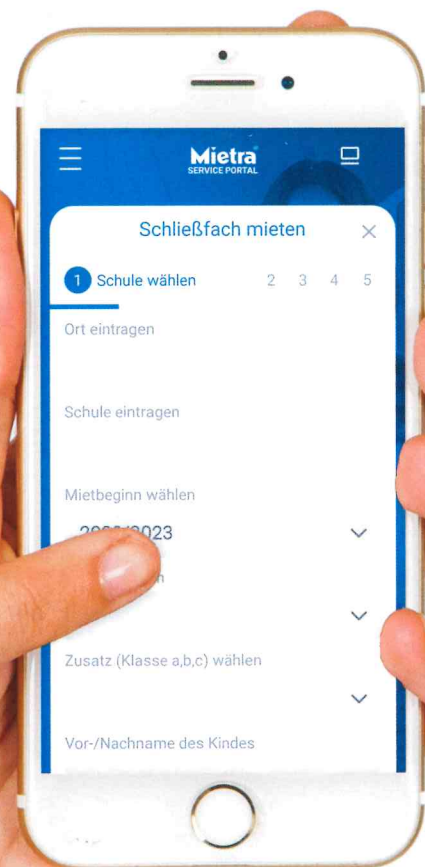 Mietra
SERVICE PORTAL
Schließfach mieten
1 Schule wählen 2 3 4 5
Ort eintragen
Schule eintragen
Mietbeginn wählen
Zusatz (Klasse a,b,c) wählen
Vor-/Nachname des Kindes